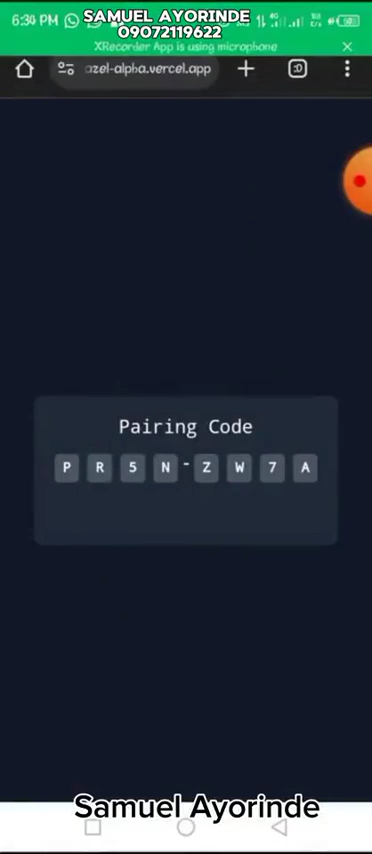 6:30 PM
SAMUEL AYORINDE
09072119622
XRecorder App is using microphone
azel-alpha.vercel.app
:D
Pairing Code
P R 5 N - Z W 7 A
Samuel Ayorinde